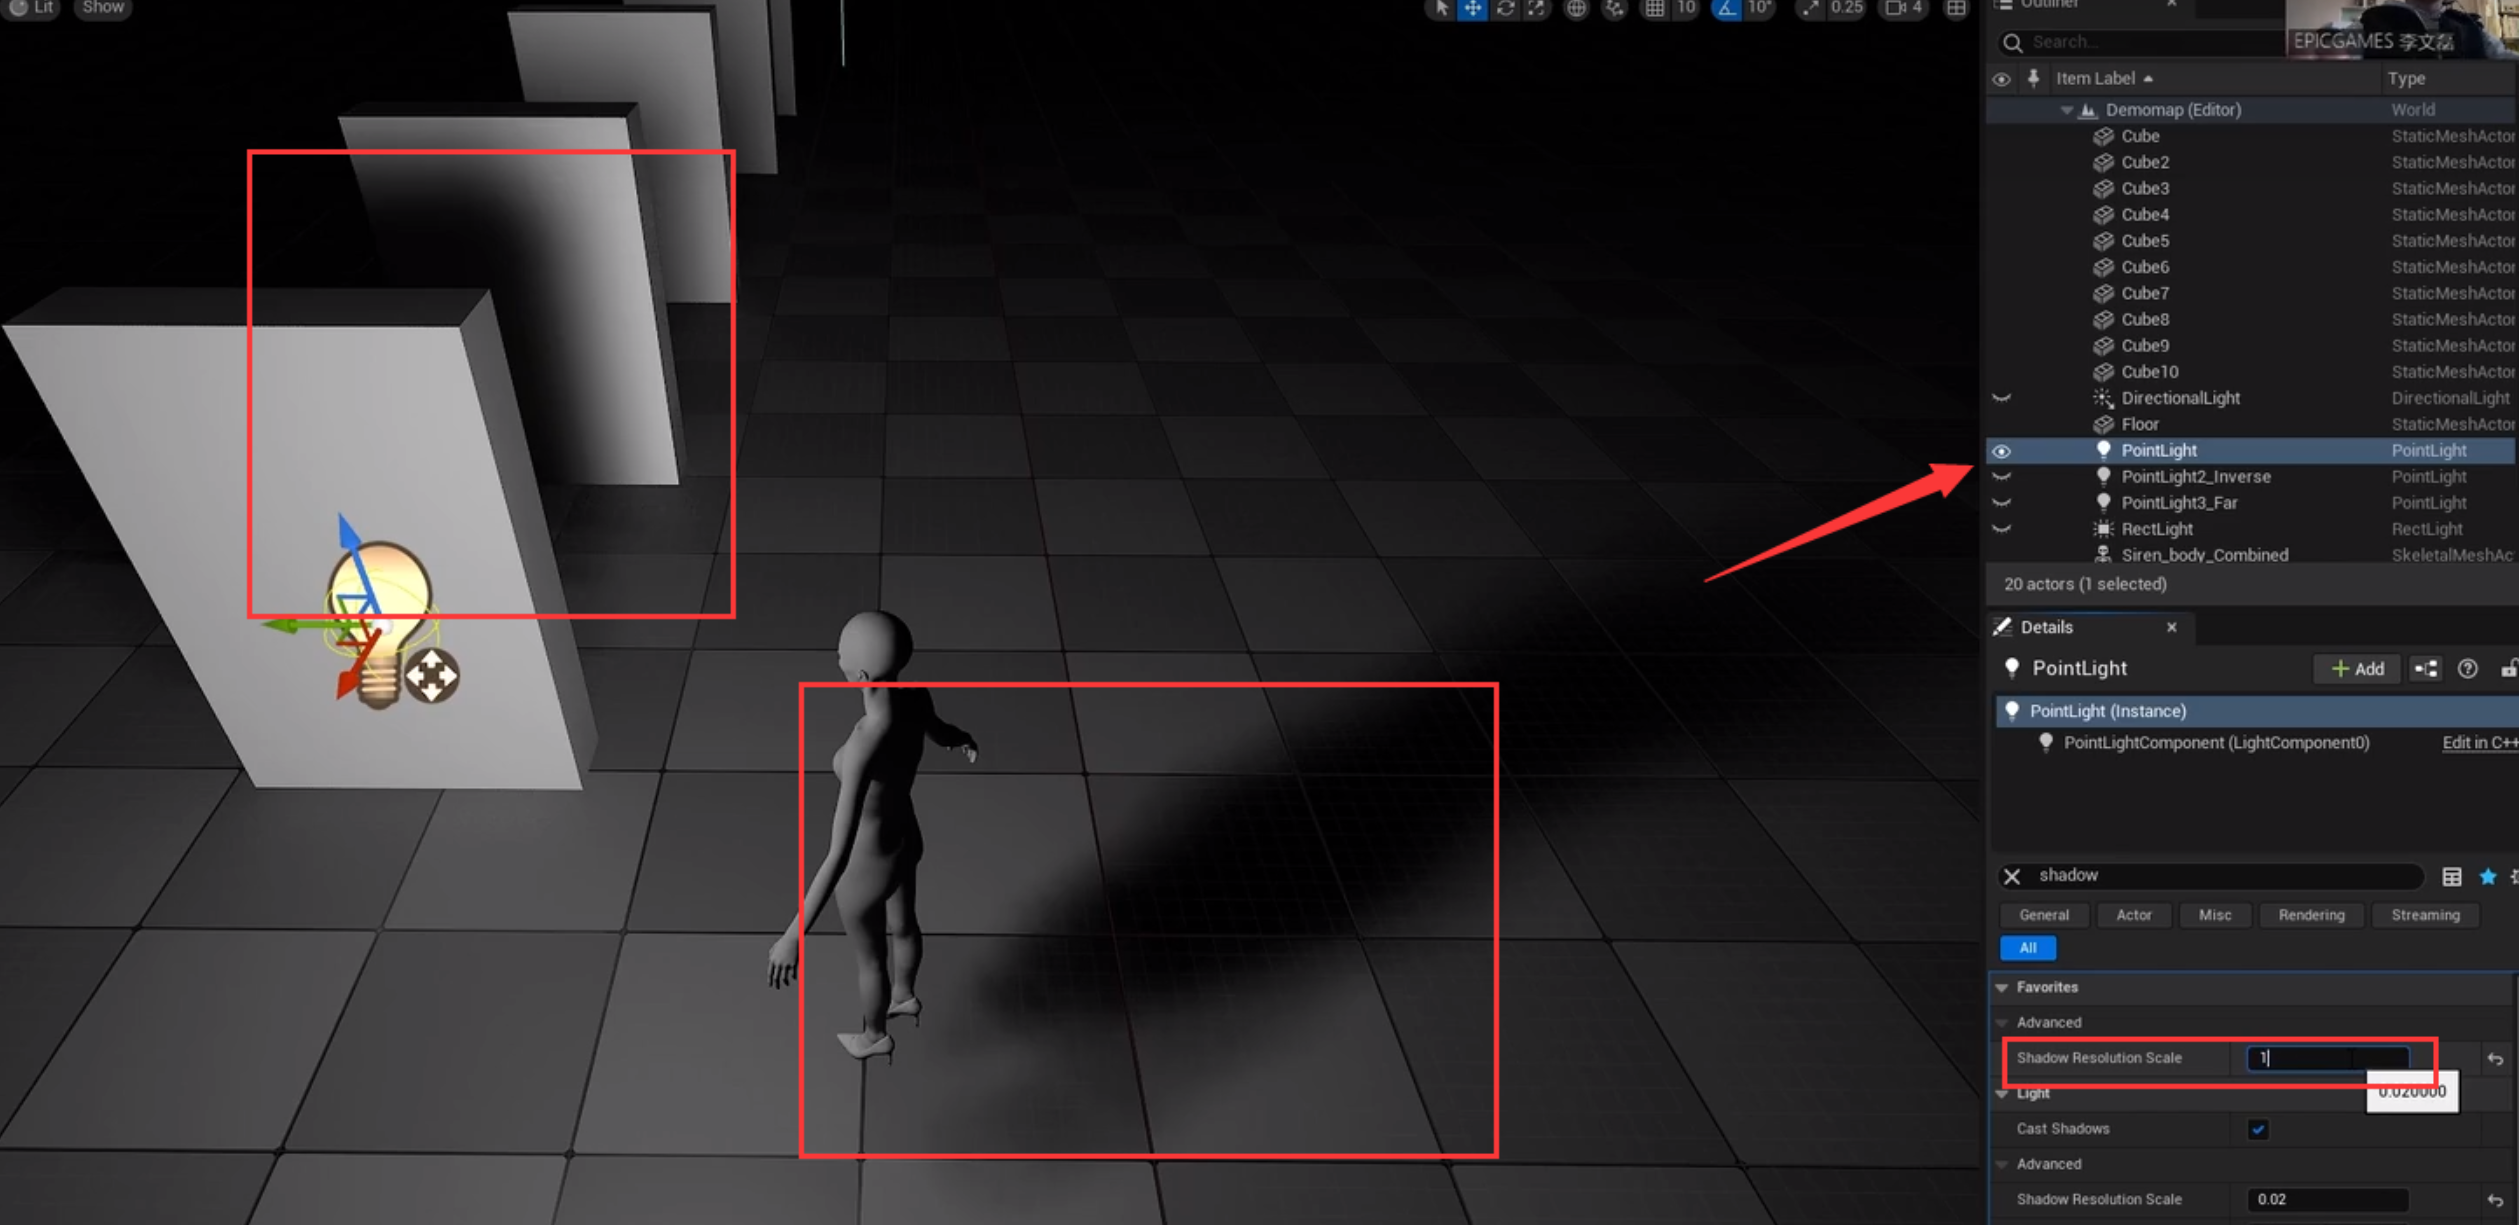 Lit
Show
10
10°
0.25
4
Outliner
Search...
EPICGAMES 李文磊
Item Label
Type
Demomap (Editor)
World
Cube
StaticMeshActor
Cube2
StaticMeshActor
Cube3
StaticMeshActor
Cube4
StaticMeshActor
Cube5
StaticMeshActor
Cube6
StaticMeshActor
Cube7
StaticMeshActor
Cube8
StaticMeshActor
Cube9
StaticMeshActor
Cube10
StaticMeshActor
DirectionalLight
DirectionalLight
Floor
StaticMeshActor
PointLight
PointLight
PointLight2_Inverse
PointLight
PointLight3_Far
PointLight
RectLight
RectLight
Siren_body_Combined
SkeletalMeshAc
20 actors (1 selected)
Details
PointLight
Add
PointLight (Instance)
PointLightComponent (LightComponent0)
Edit in C++
shadow
General
Actor
Misc
Rendering
Streaming
All
Favorites
Advanced
Shadow Resolution Scale
1
0.020000
Light
Cast Shadows
Advanced
Shadow Resolution Scale
0.02